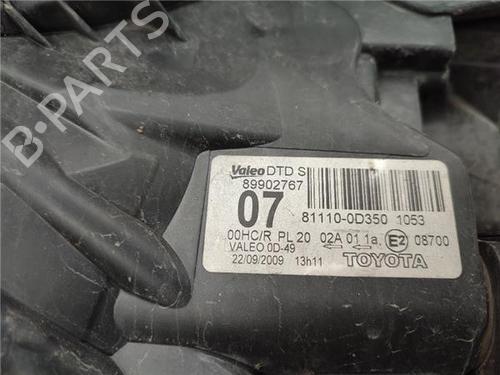 B-Parts
Valeo DTD S
89902767
07
81110-0D350 1053
00HC/R PL 20 02A 01 1a E2 08700
VALEO 0D-49
22/09/2009 13h11 TOYOTA